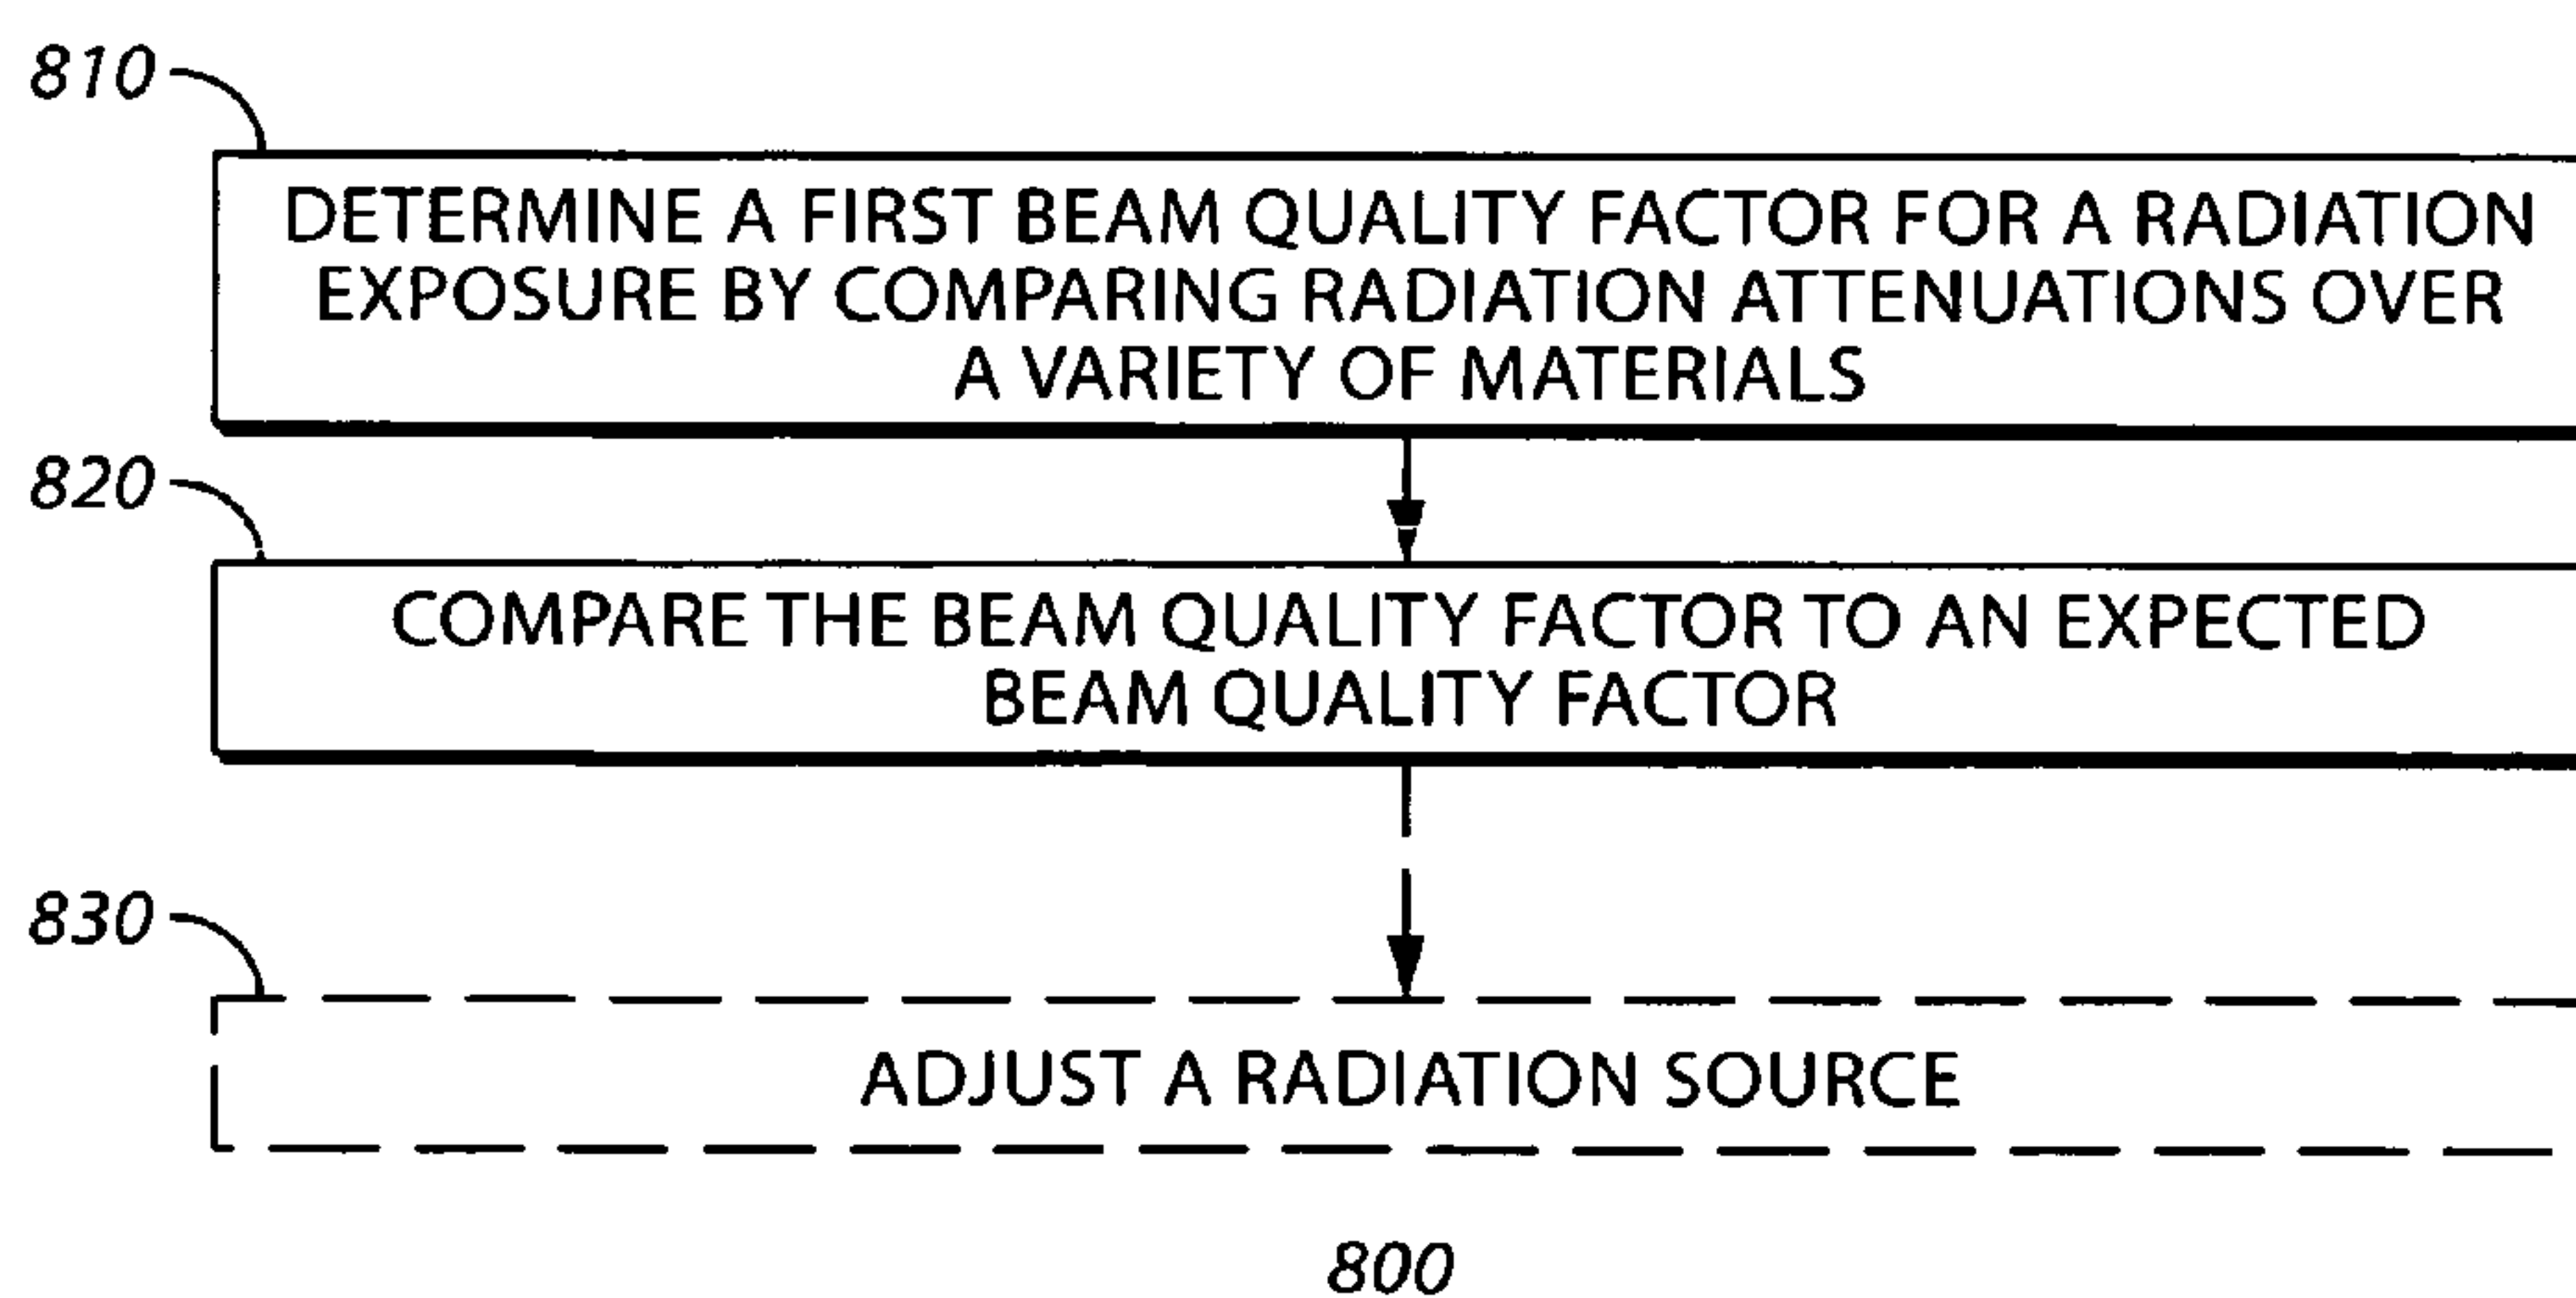 810
DETERMINE A FIRST BEAM QUALITY FACTOR FOR A RADIATION
EXPOSURE BY COMPARING RADIATION ATTENUATIONS OVER
A VARIETY OF MATERIALS
820
COMPARE THE BEAM QUALITY FACTOR TO AN EXPECTED
BEAM QUALITY FACTOR
830
ADJUST A RADIATION SOURCE
800